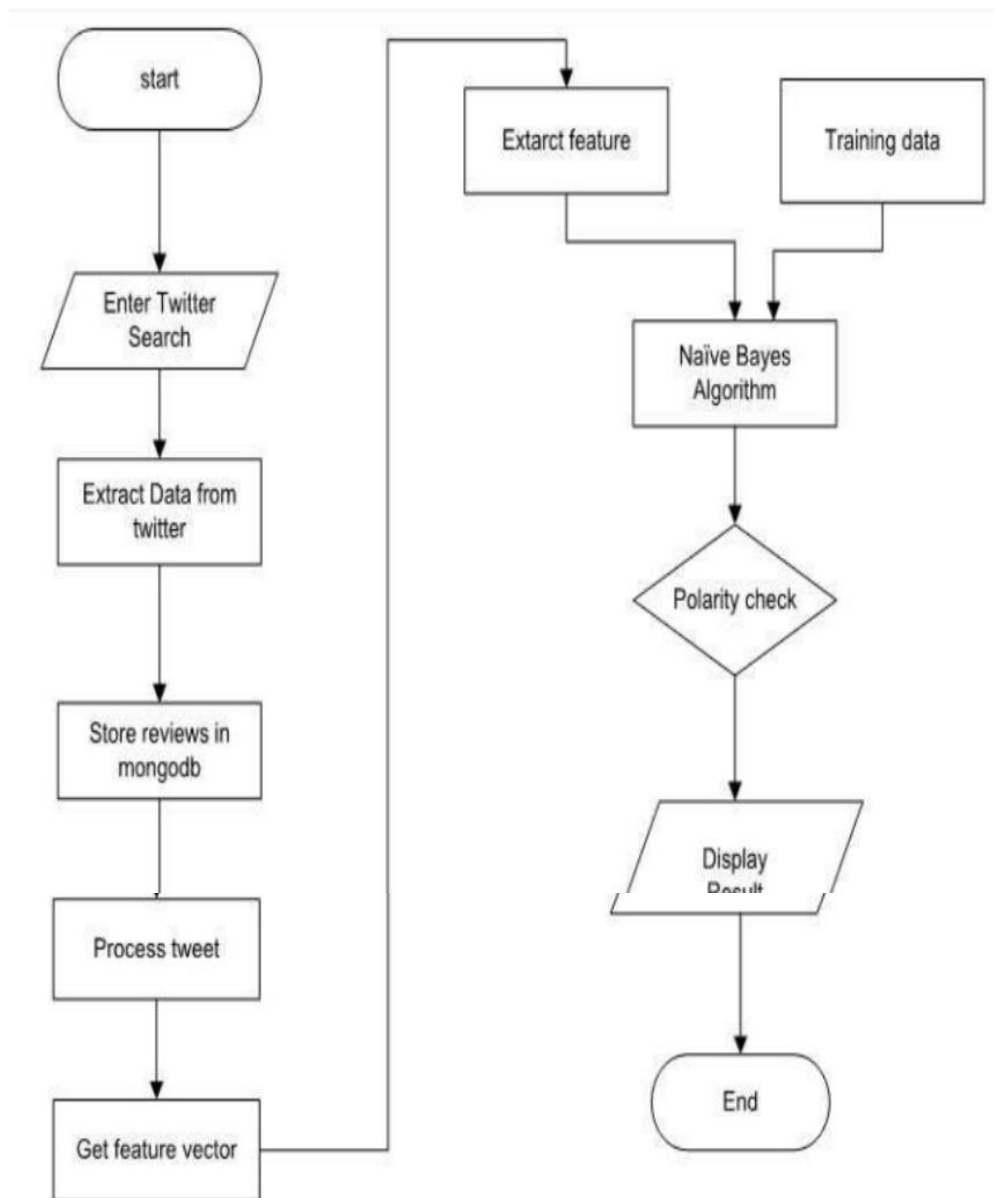 start
Enter Twitter
Search
Extract Data from
twitter
Store reviews in
mongodb
Process tweet
Get feature vector
Extarct feature
Training data
Naïve Bayes
Algorithm
Polarity check
Display
Result
End